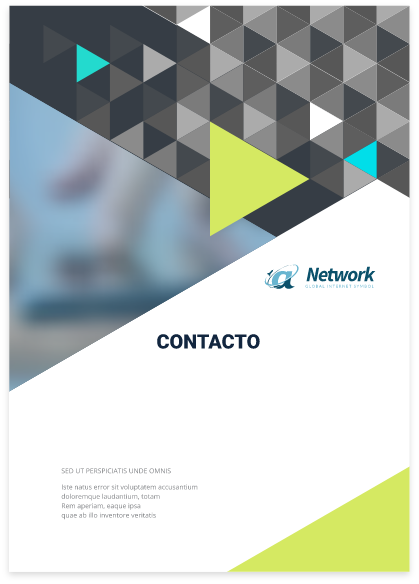 Network
GLOBAL INTERNET SYMBOL
CONTACTO
SED UT PERSPICIATIS UNDE OMNIS
Iste natus error sit voluptatem accusantium
doloremque laudantium, totam
Rem aperiam, eaque ipsa
quae ab illo inventore veritatis